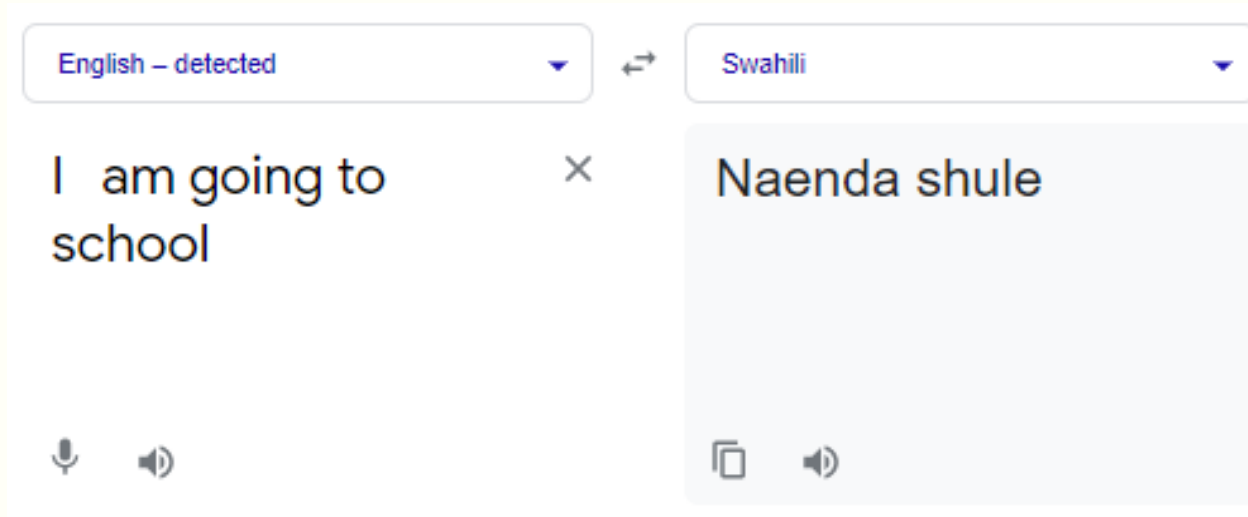 English – detected
Swahili
I am going to
school
Naenda shule